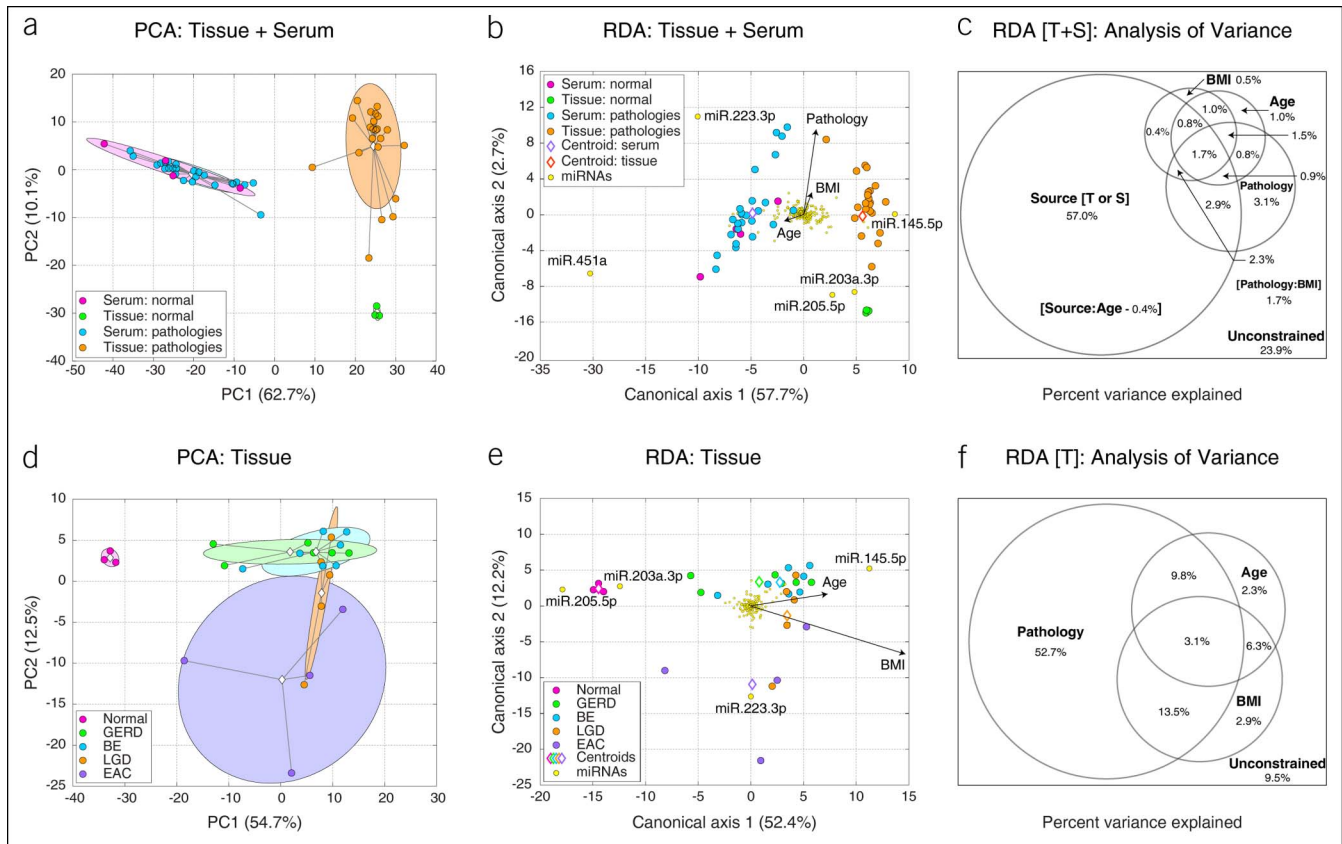 a
PCA: Tissue + Serum
20
10
0
-10
-20
-30
-40
PC2 (10.1%)
Serum: normal
Tissue: normal
Serum: pathologies
Tissue: pathologies
-50 -40 -30 -20 -10 0 10 20 30 40
PC1 (62.7%)
b
RDA: Tissue + Serum
16
12
8
4
0
-4
-8
-12
-16
-20
Canonical axis 2 (2.7%)
Serum: normal
Tissue: normal
Serum: pathologies
Tissue: pathologies
Centroid: serum
Centroid: tissue
miRNAs
miR.223.3p
Pathology
BMI
Age
miR.145.5p
miR.451a
miR.203a.3p
miR.205.5p
-35 -30 -25 -20 -15 -10 -5 0 5 10
Canonical axis 1 (57.7%)
c
RDA [T+S]: Analysis of Variance
BMI 0.5%
1.0%
Age
1.0%
0.4%
0.8%
1.5%
1.7%
0.8%
0.9%
Pathology
3.1%
Source [T or S]
57.0%
2.9%
2.3%
[Pathology:BMI]
1.7%
[Source:Age - 0.4%]
Unconstrained
23.9%
Percent variance explained
d
PCA: Tissue
10
5
0
-5
-10
-15
-20
-25
PC2 (12.5%)
Normal
GERD
BE
LGD
EAC
-40 -30 -20 -10 0 10 20 30
PC1 (54.7%)
e
RDA: Tissue
15
10
5
0
-5
-10
-15
-20
-25
Canonical axis 2 (12.2%)
miR.145.5p
miR.203a.3p
miR.205.5p
Age
BMI
miR.223.3p
Normal
GERD
BE
LGD
EAC
Centroids
miRNAs
-20 -15 -10 -5 0 5 10 15
Canonical axis 1 (52.4%)
f
RDA [T]: Analysis of Variance
9.8%
Age
2.3%
Pathology
52.7%
3.1%
6.3%
13.5%
BMI
2.9%
Unconstrained
9.5%
Percent variance explained